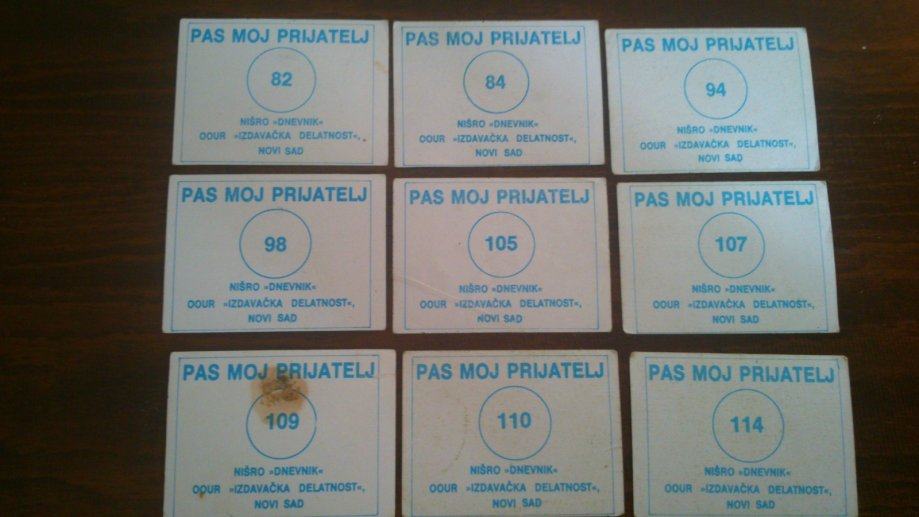 PAS MOJ PRIJATELJ
82
NIŠRO »DNEVNIK«
OOUR »IZDAVAČKA DELATNOST«,
NOVI SAD
PAS MOJ PRIJATELJ
84
NIŠRO »DNEVNIK«
OOUR »IZDAVAČKA DELATNOST«,
NOVI SAD
PAS MOJ PRIJATELJ
94
NIŠRO »DNEVNIK«
OOUR »IZDAVAČKA DELATNOST«,
NOVI SAD
PAS MOJ PRIJATELJ
98
NIŠRO »DNEVNIK«
OOUR »IZDAVAČKA DELATNOST«,
NOVI SAD
PAS MOJ PRIJATELJ
105
NIŠRO »DNEVNIK«
OOUR »IZDAVAČKA DELATNOST«,
NOVI SAD
PAS MOJ PRIJATELJ
107
NIŠRO »DNEVNIK«
OOUR »IZDAVAČKA DELATNOST«,
NOVI SAD
PAS MOJ PRIJATELJ
109
NIŠRO »DNEVNIK«
OOUR »IZDAVAČKA DELATNOST«,
NOVI SAD
PAS MOJ PRIJATELJ
110
NIŠRO »DNEVNIK«
OOUR »IZDAVAČKA DELATNOST«,
NOVI SAD
PAS MOJ PRIJATELJ
114
NIŠRO »DNEVNIK«
OOUR »IZDAVAČKA DELATNOST«,
NOVI SAD